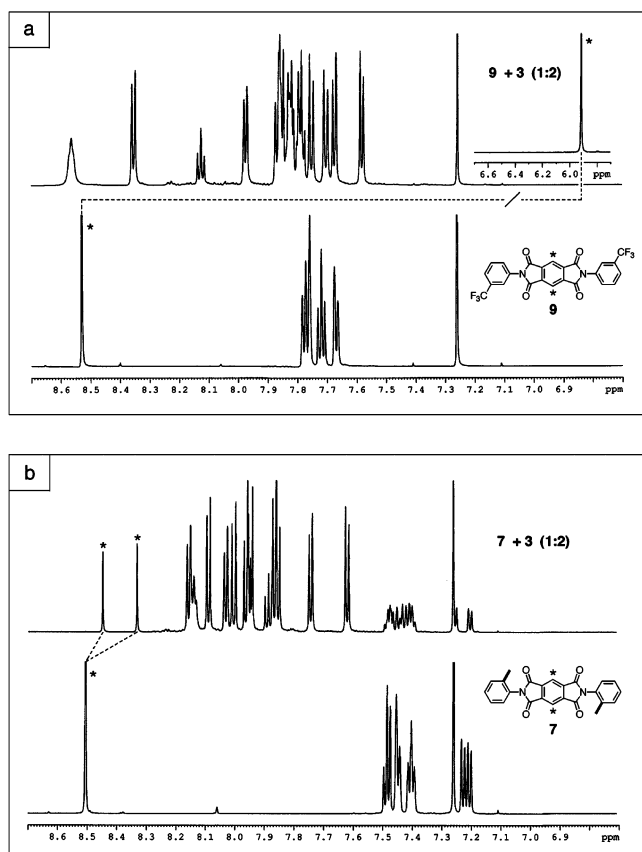 a
*
9 + 3 (1:2)
6.6 6.4 6.2 6.0 ppm
*
*
O O CF3
N N
F3C O O
*
9
8.6 8.5 8.4 8.3 8.2 8.1 8.0 7.9 7.8 7.7 7.6 7.5 7.4 7.3 7.2 7.1 7.0 6.9 ppm
b
7 + 3 (1:2)
* *
*
*
O O
N N
O O
*
7
8.6 8.5 8.4 8.3 8.2 8.1 8.0 7.9 7.8 7.7 7.6 7.5 7.4 7.3 7.2 7.1 7.0 6.9 ppm